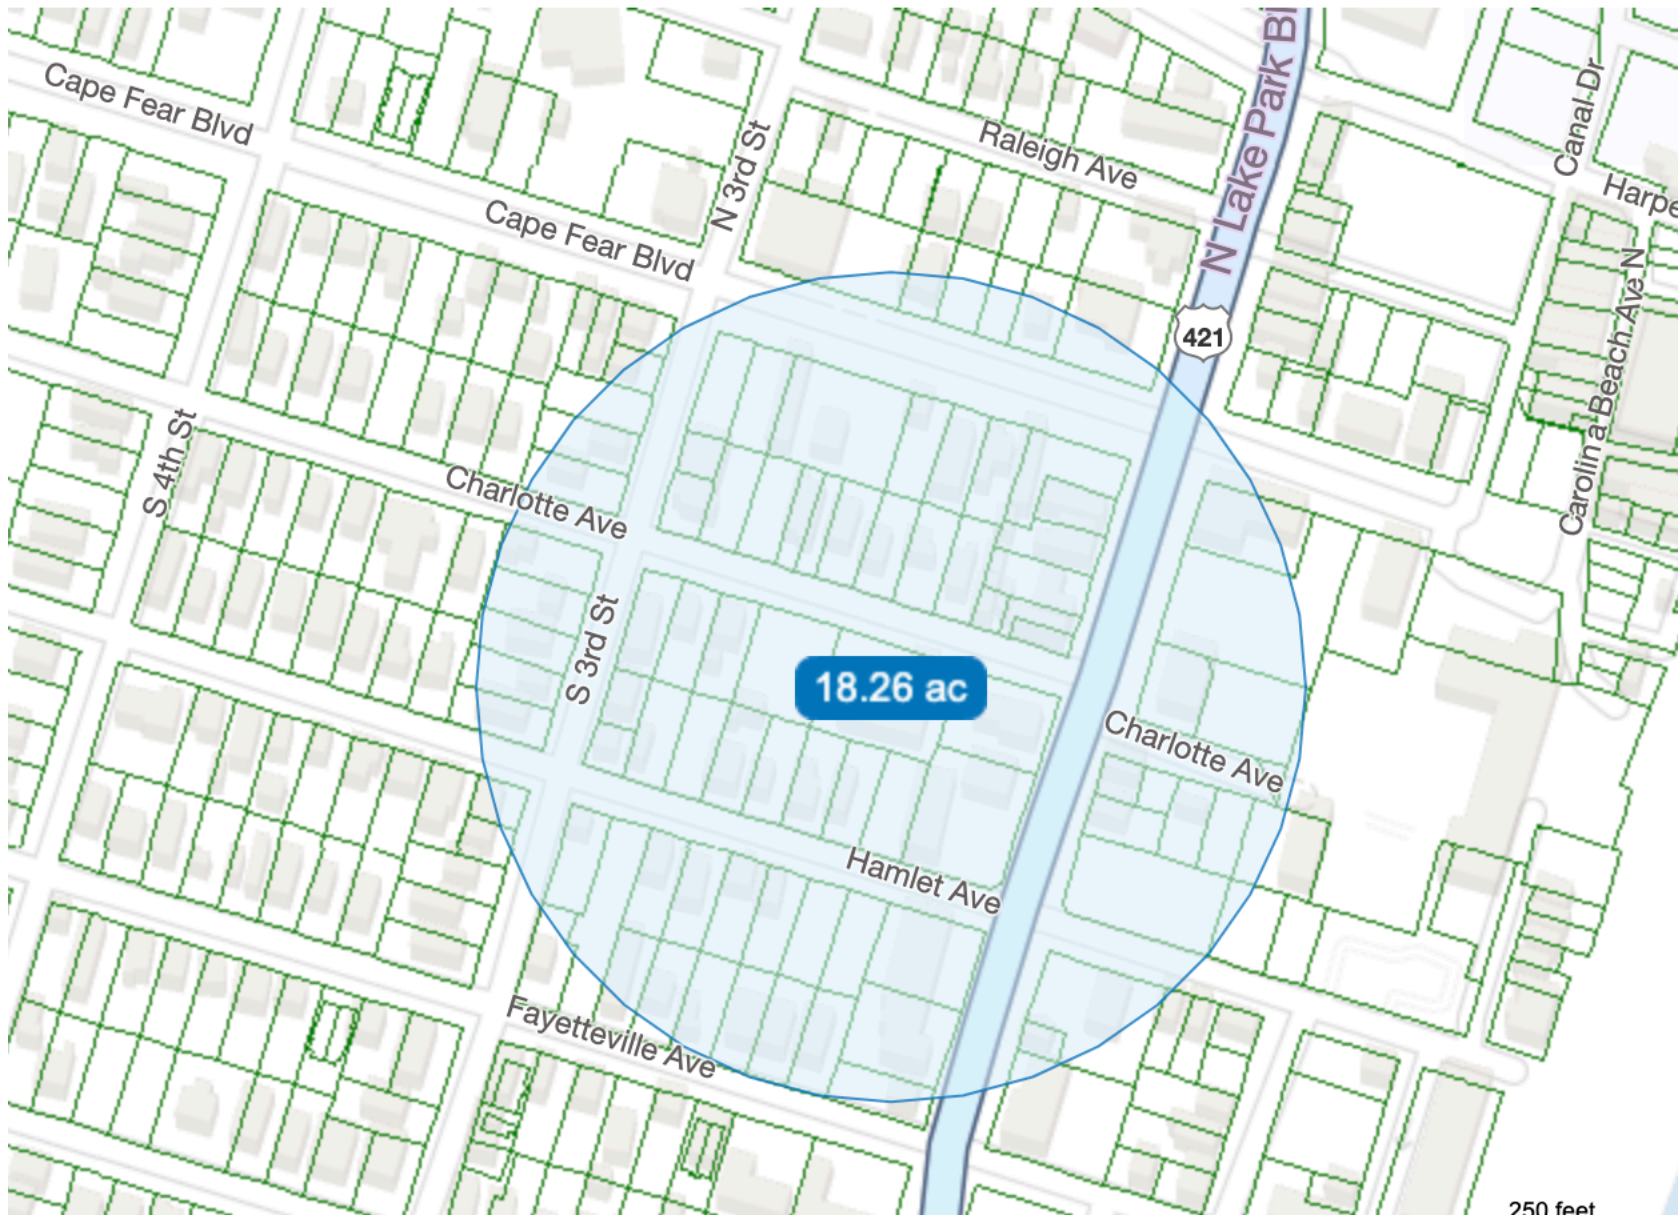 Cape Fear Blvd
N Lake Park Bl
Canal Dr
Raleigh Ave
N 3rd St
Harpe
Cape Fear Blvd
421
Carolina Beach Ave N
S 4th St
Charlotte Ave
S 3rd St
18.26 ac
Charlotte Ave
Hamlet Ave
Fayetteville Ave
250 feet